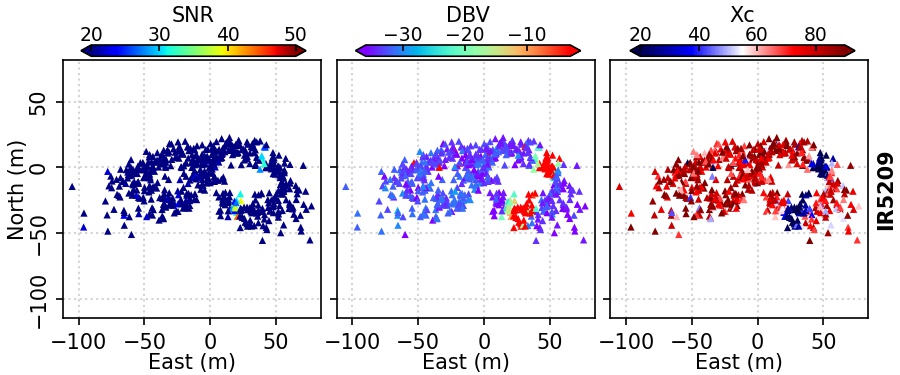 SNR DBV Xc
20 30 40 50 −30 −20 −10 20 40 60 80
50
0
−50
−100
North (m)
−100 −50 0 50 −100 −50 0 50 −100 −50 0 50
East (m) East (m) East (m)
IR5209